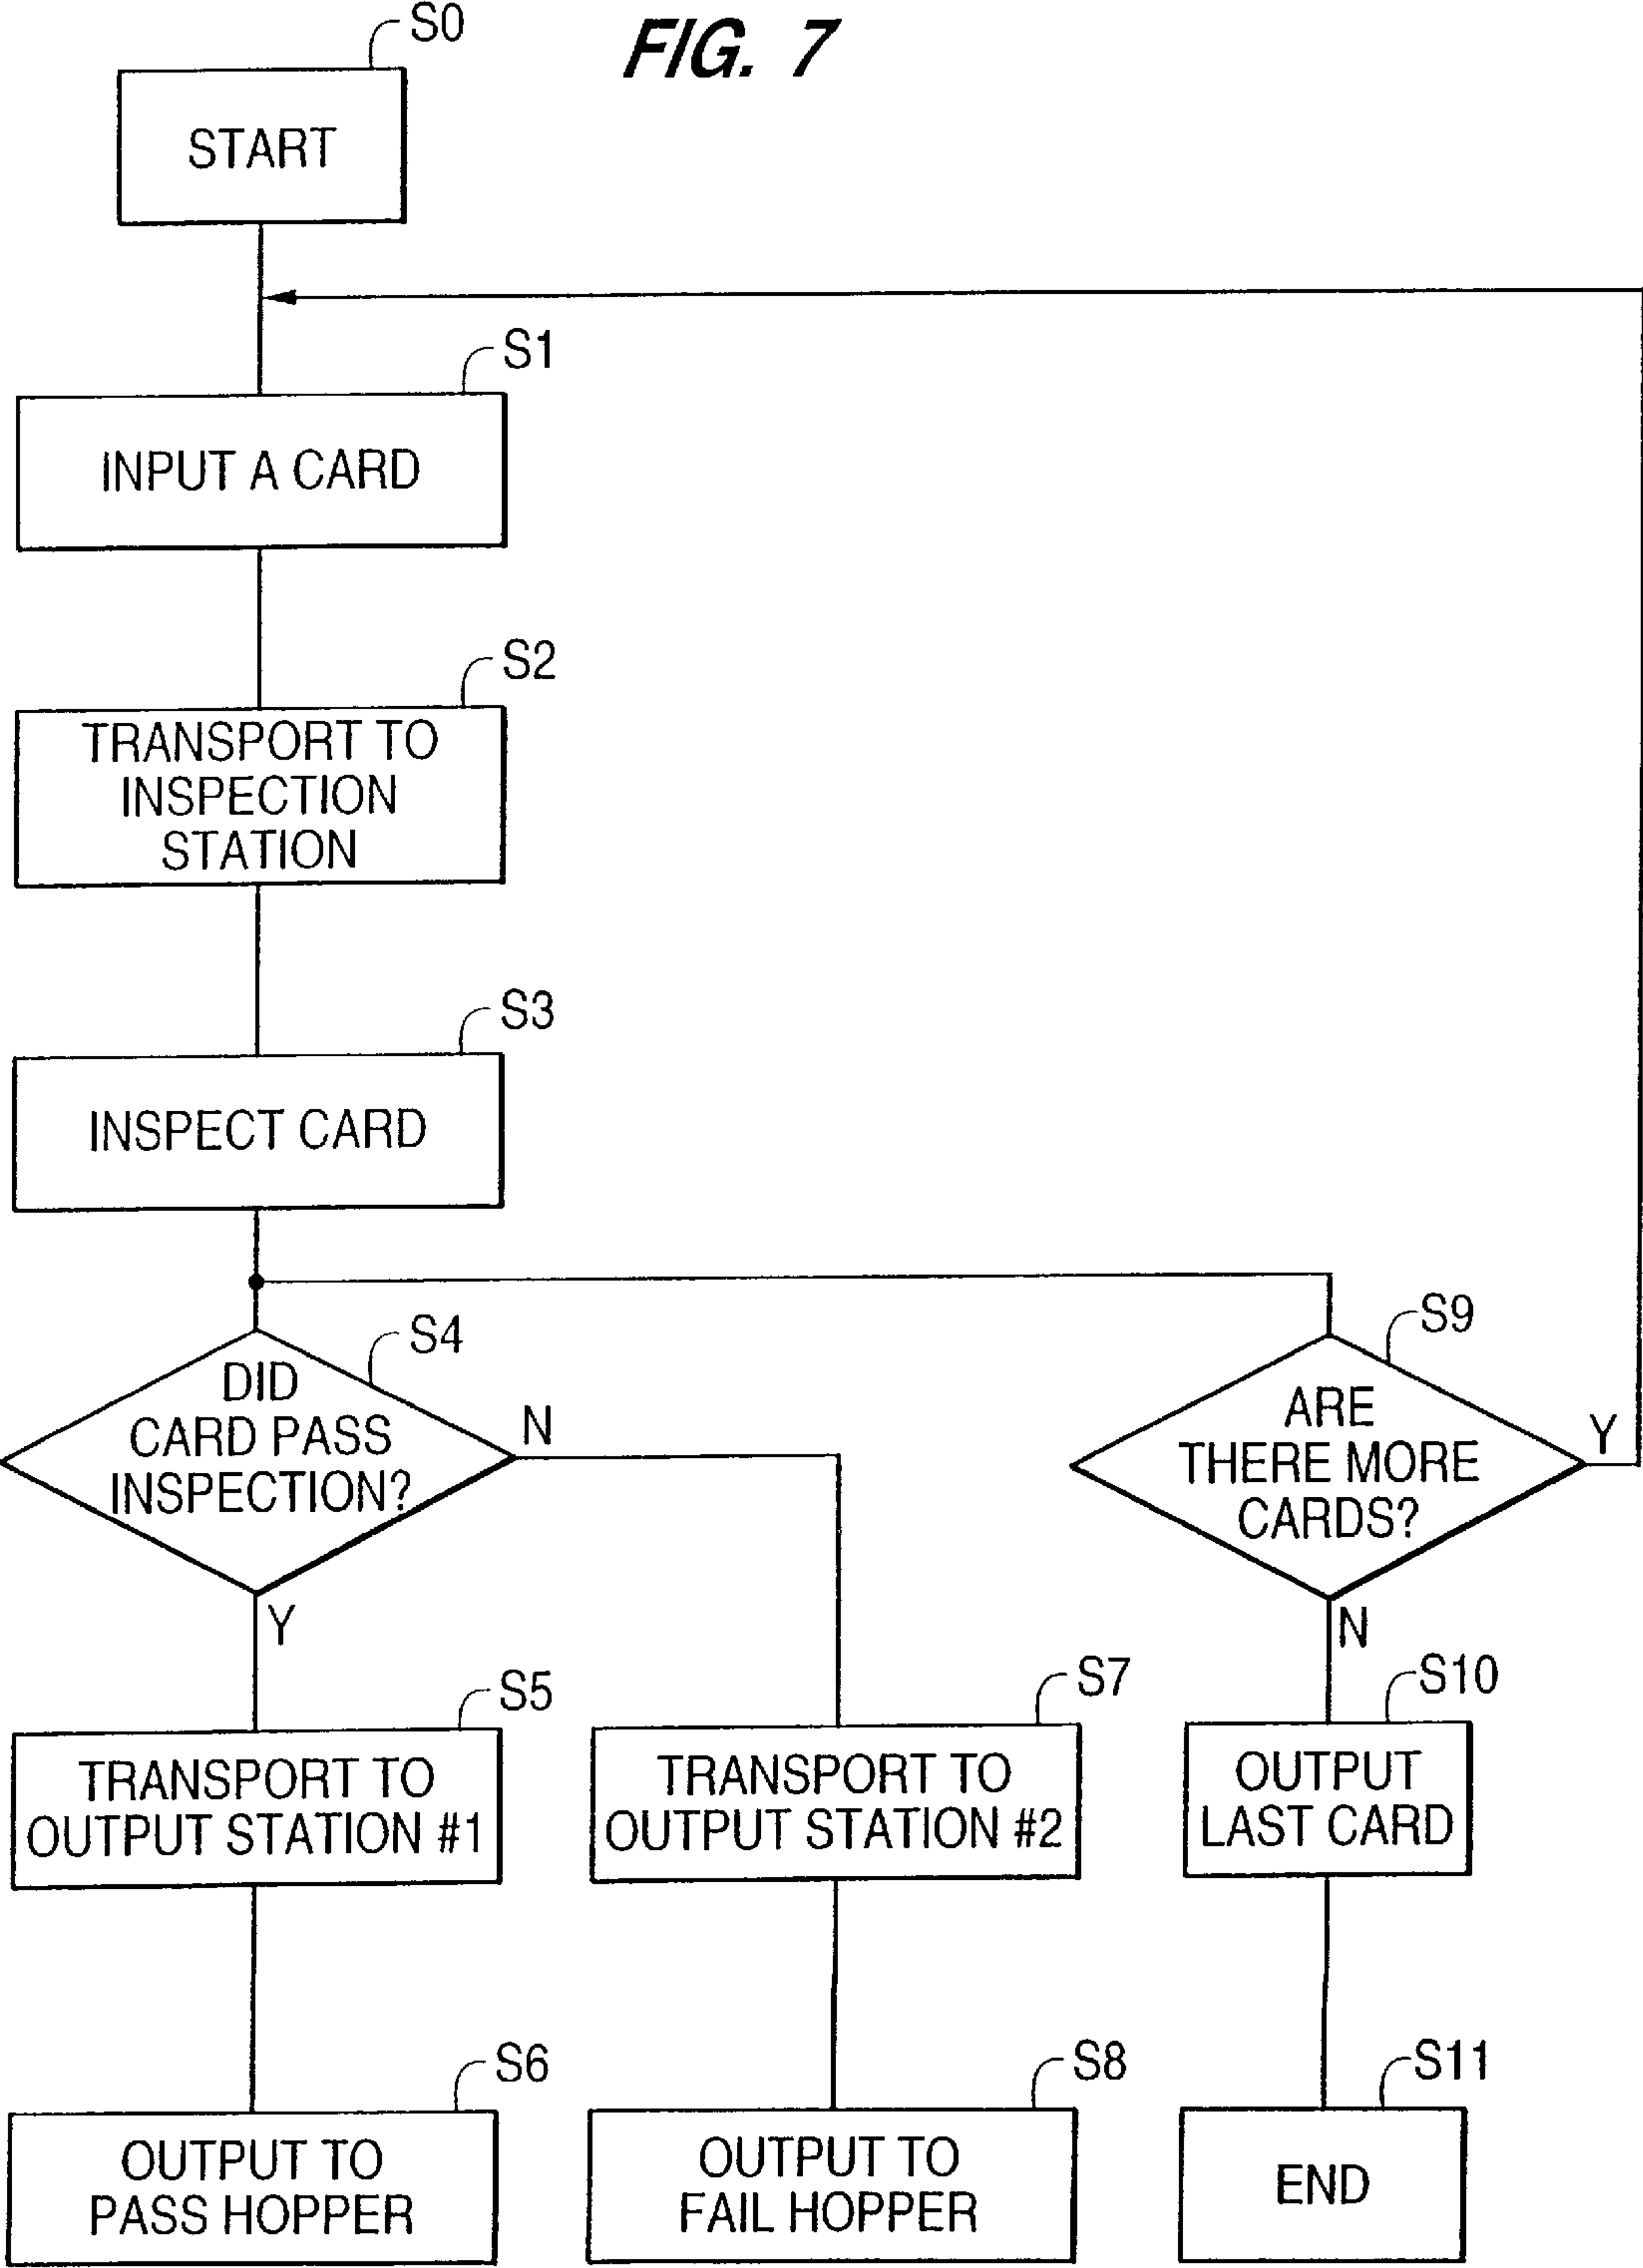 FIG. 7
S0
START
S1
INPUT A CARD
S2
TRANSPORT TO
INSPECTION
STATION
S3
INSPECT CARD
S4
DID
CARD PASS
INSPECTION?
N
Y
S9
ARE
THERE MORE
CARDS?
Y
N
S5
TRANSPORT TO
OUTPUT STATION #1
S7
TRANSPORT TO
OUTPUT STATION #2
S10
OUTPUT
LAST CARD
S6
OUTPUT TO
PASS HOPPER
S8
OUTPUT TO
FAIL HOPPER
S11
END